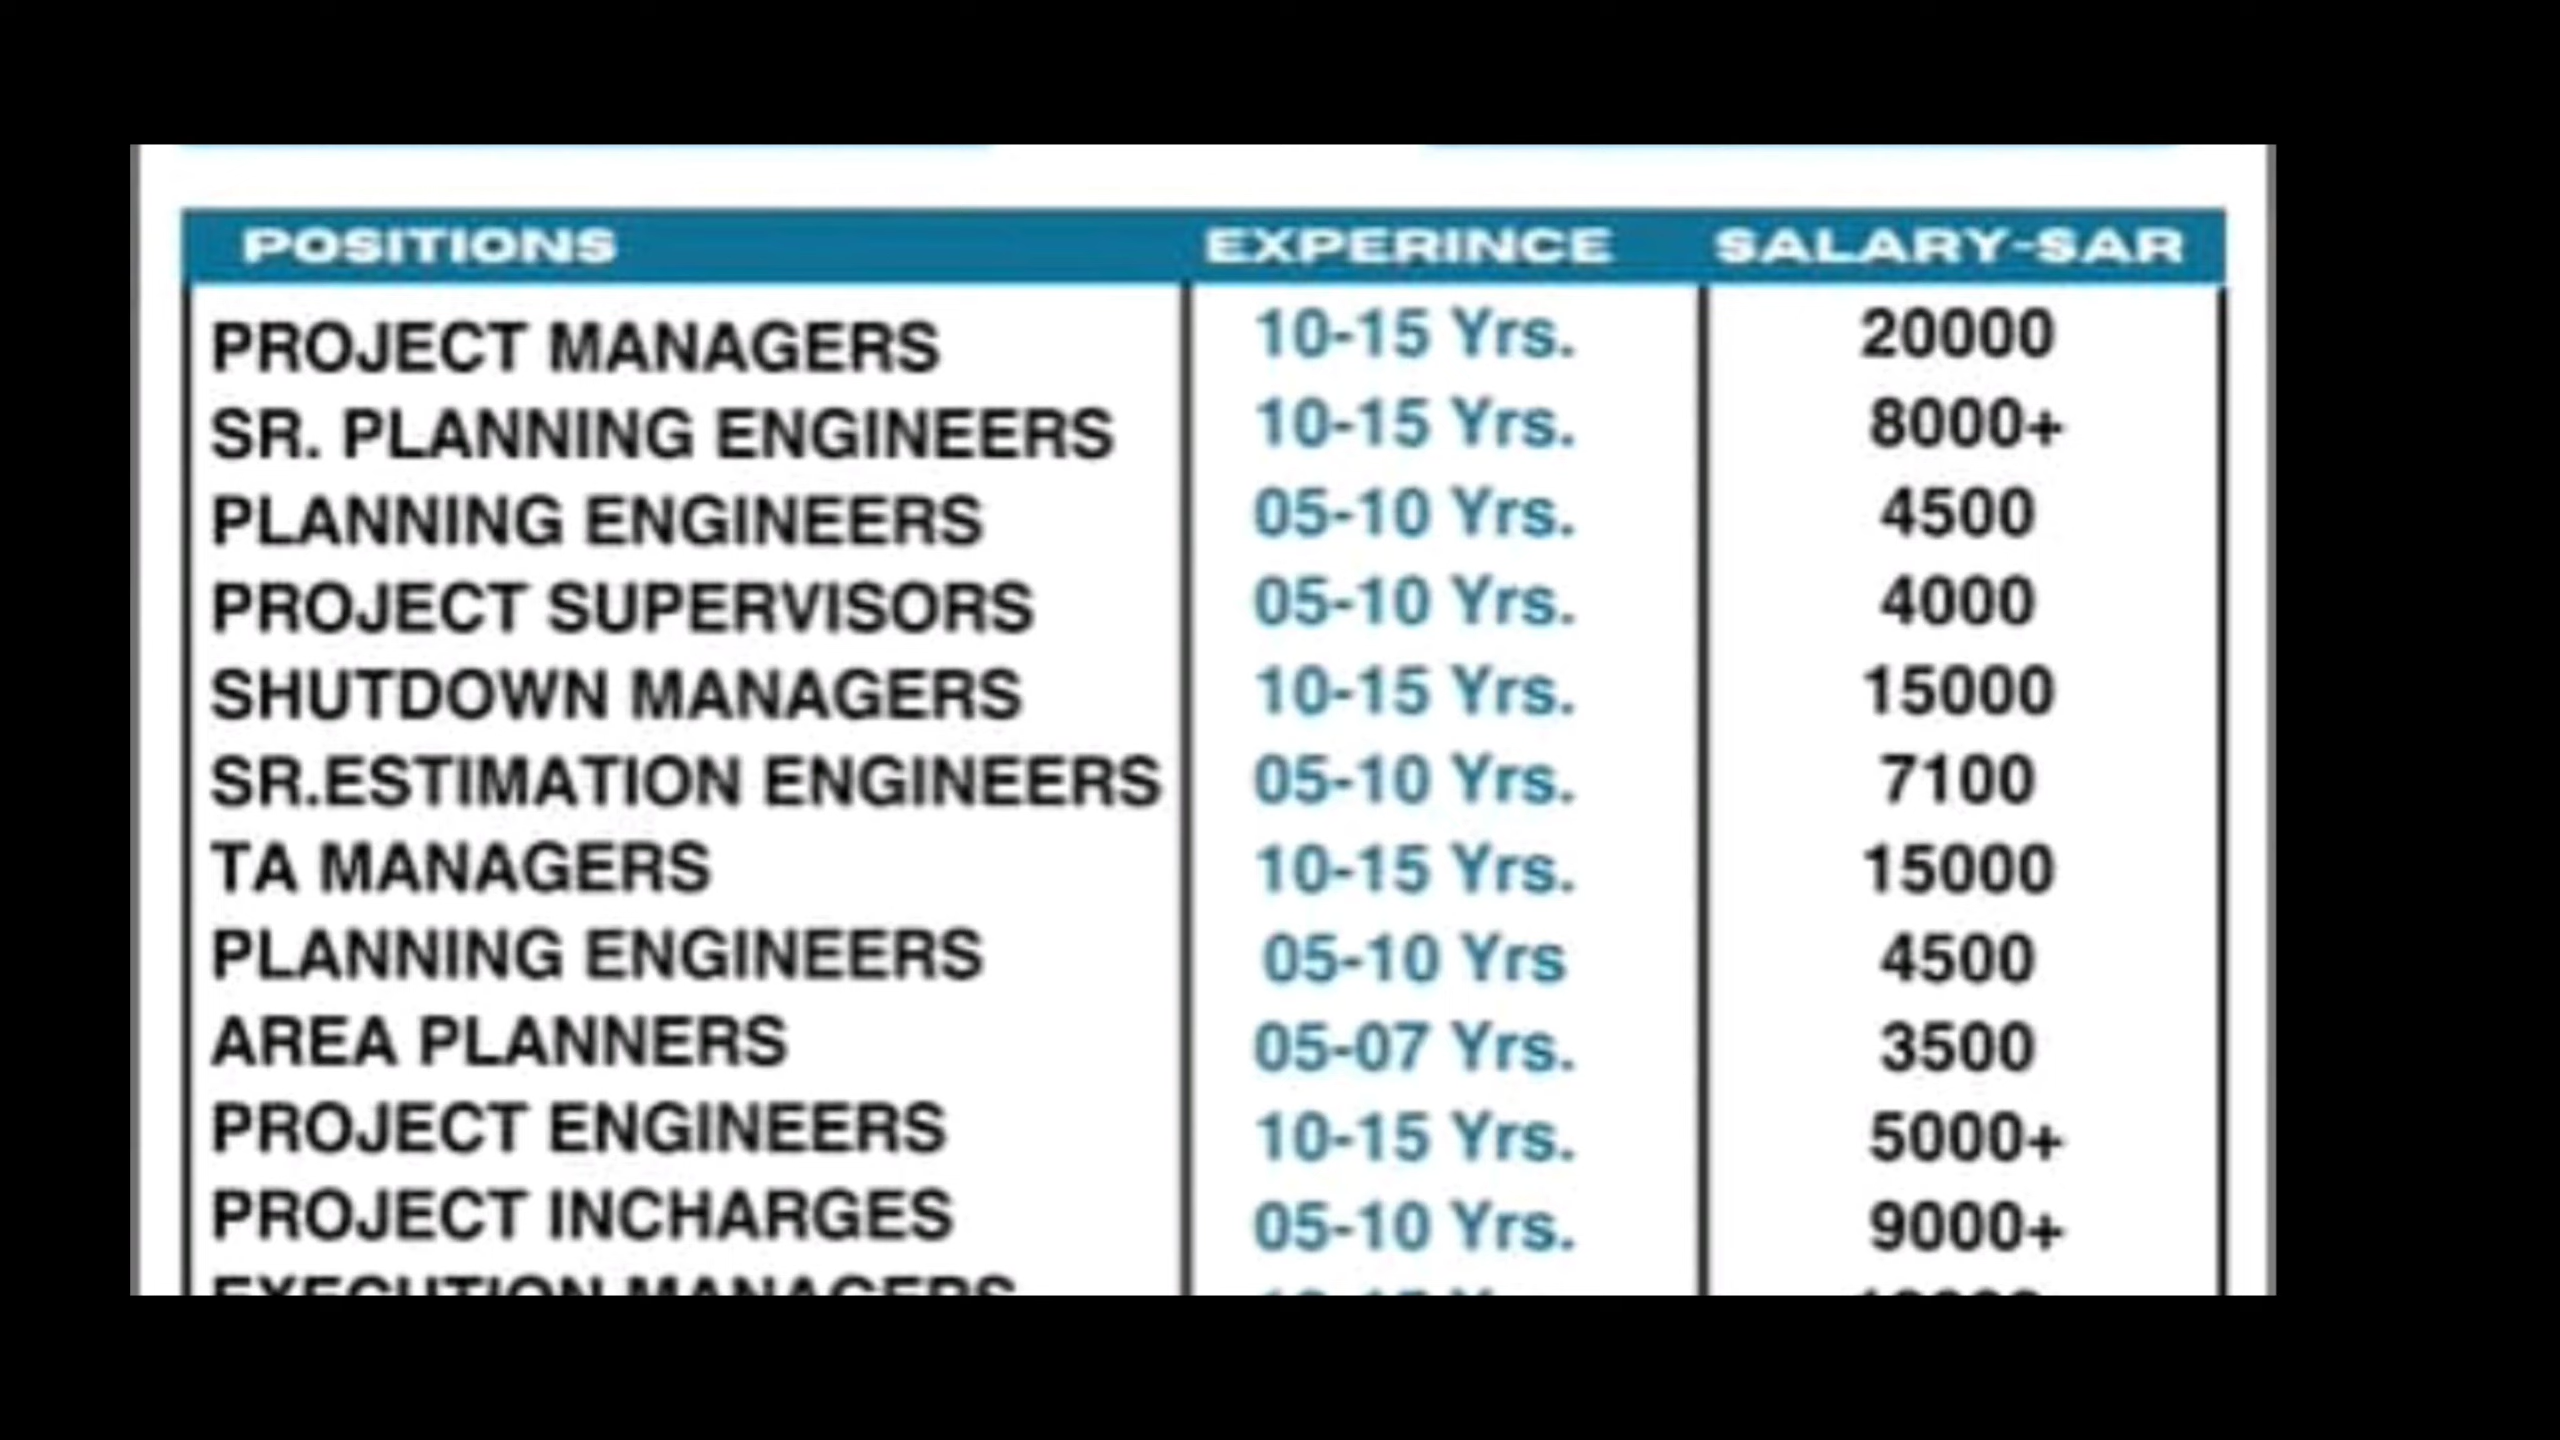 POSITIONS EXPERINCE SALARY-SAR
PROJECT MANAGERS 10-15 Yrs. 20000
SR. PLANNING ENGINEERS 10-15 Yrs. 8000+
PLANNING ENGINEERS 05-10 Yrs. 4500
PROJECT SUPERVISORS 05-10 Yrs. 4000
SHUTDOWN MANAGERS 10-15 Yrs. 15000
SR.ESTIMATION ENGINEERS 05-10 Yrs. 7100
TA MANAGERS 10-15 Yrs. 15000
PLANNING ENGINEERS 05-10 Yrs 4500
AREA PLANNERS 05-07 Yrs. 3500
PROJECT ENGINEERS 10-15 Yrs. 5000+
PROJECT INCHARGES 05-10 Yrs. 9000+
EXECUTION MANAGERS